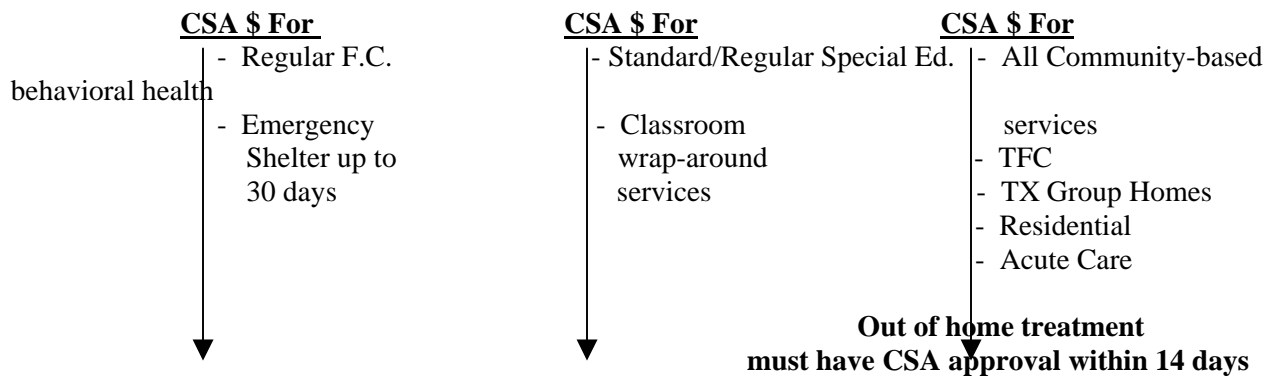 CSA $ For
- Regular F.C.
- Emergency
Shelter up to
30 days
CSA $ For
- Standard/Regular Special Ed.
- Classroom
wrap-around
services
CSA $ For
- All Community-based
behavioral health
services
- TFC
- TX Group Homes
- Residential
- Acute Care
Out of home treatment
must have CSA approval within 14 days